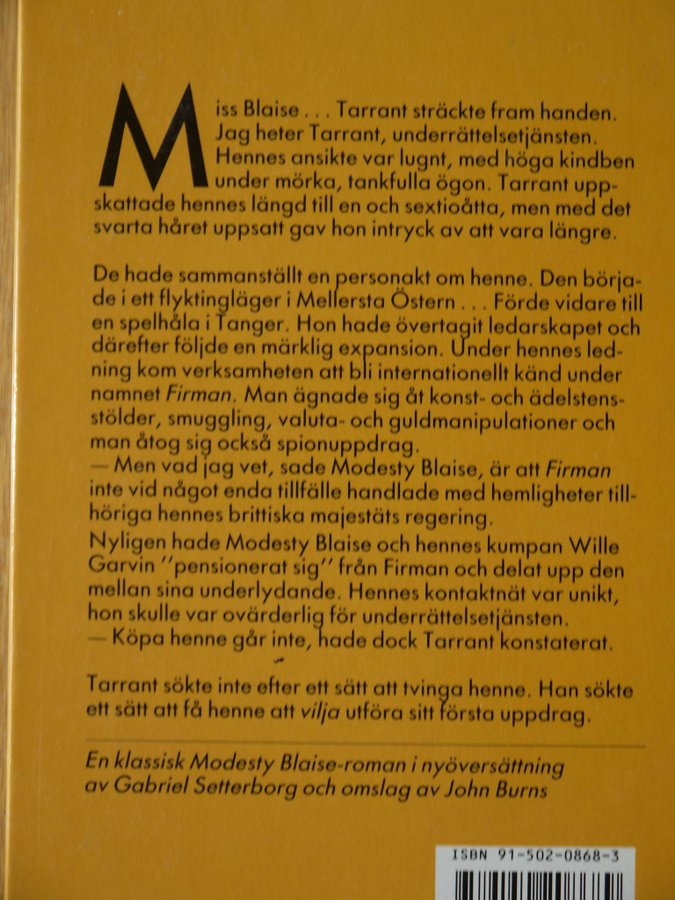 Miss Blaise . . . Tarrant sträckte fram handen.
Jag heter Tarrant, underrättelsetjänsten.
Hennes ansikte var lugnt, med höga kindben
under mörka, tankfulla ögon. Tarrant upp-
skattade hennes längd till en och sextioåtta, men med det
svarta håret uppsatt gav hon intryck av att vara längre.
De hade sammanställt en personakt om henne. Den börja-
de i ett flyktingläger i Mellersta Östern . . . Förde vidare till
en spelhåla i Tanger. Hon hade övertagit ledarskapet och
därefter följde en märklig expansion. Under hennes led-
ning kom verksamheten att bli internationellt känd under
namnet Firman. Man ägnade sig åt konst- och ädelstens-
stölder, smuggling, valuta- och guldmanipulationer och
man åtog sig också spionuppdrag.
— Men vad jag vet, sade Modesty Blaise, är att Firman
inte vid något enda tillfälle handlade med hemligheter till-
höriga hennes brittiska majestäts regering.
Nyligen hade Modesty Blaise och hennes kumpan Wille
Garvin "pensionerat sig" från Firman och delat upp den
mellan sina underlydande. Hennes kontaktnät var unikt,
hon skulle var ovärderlig för underrättelsetjänsten.
— Köpa henne går inte, hade dock Tarrant konstaterat.
Tarrant sökte inte efter ett sätt att tvinga henne. Han sökte
ett sätt att få henne att vilja utföra sitt första uppdrag.
En klassisk Modesty Blaise-roman i nyöversättning
av Gabriel Setterborg och omslag av John Burns
ISBN 91-502-0868-3